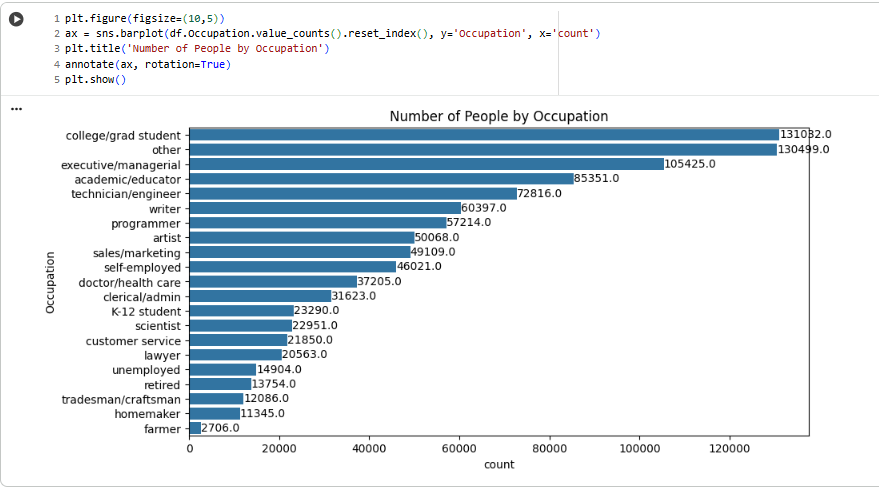 1 plt.figure(figsize=(10,5))
2 ax = sns.barplot(df.Occupation.value_counts().reset_index(), y='Occupation', x='count')
3 plt.title('Number of People by Occupation')
4 annotate(ax, rotation=True)
5 plt.show()
...
Number of People by Occupation
college/grad student 131032.0
other 130499.0
executive/managerial 105425.0
academic/educator 85351.0
technician/engineer 72816.0
writer 60397.0
programmer 57214.0
artist 50068.0
sales/marketing 49109.0
self-employed 46021.0
doctor/health care 37205.0
clerical/admin 31623.0
K-12 student 23290.0
scientist 22951.0
customer service 21850.0
lawyer 20563.0
unemployed 14904.0
retired 13754.0
tradesman/craftsman 12086.0
homemaker 11345.0
farmer 2706.0
Occupation
0 20000 40000 60000 80000 100000 120000
count